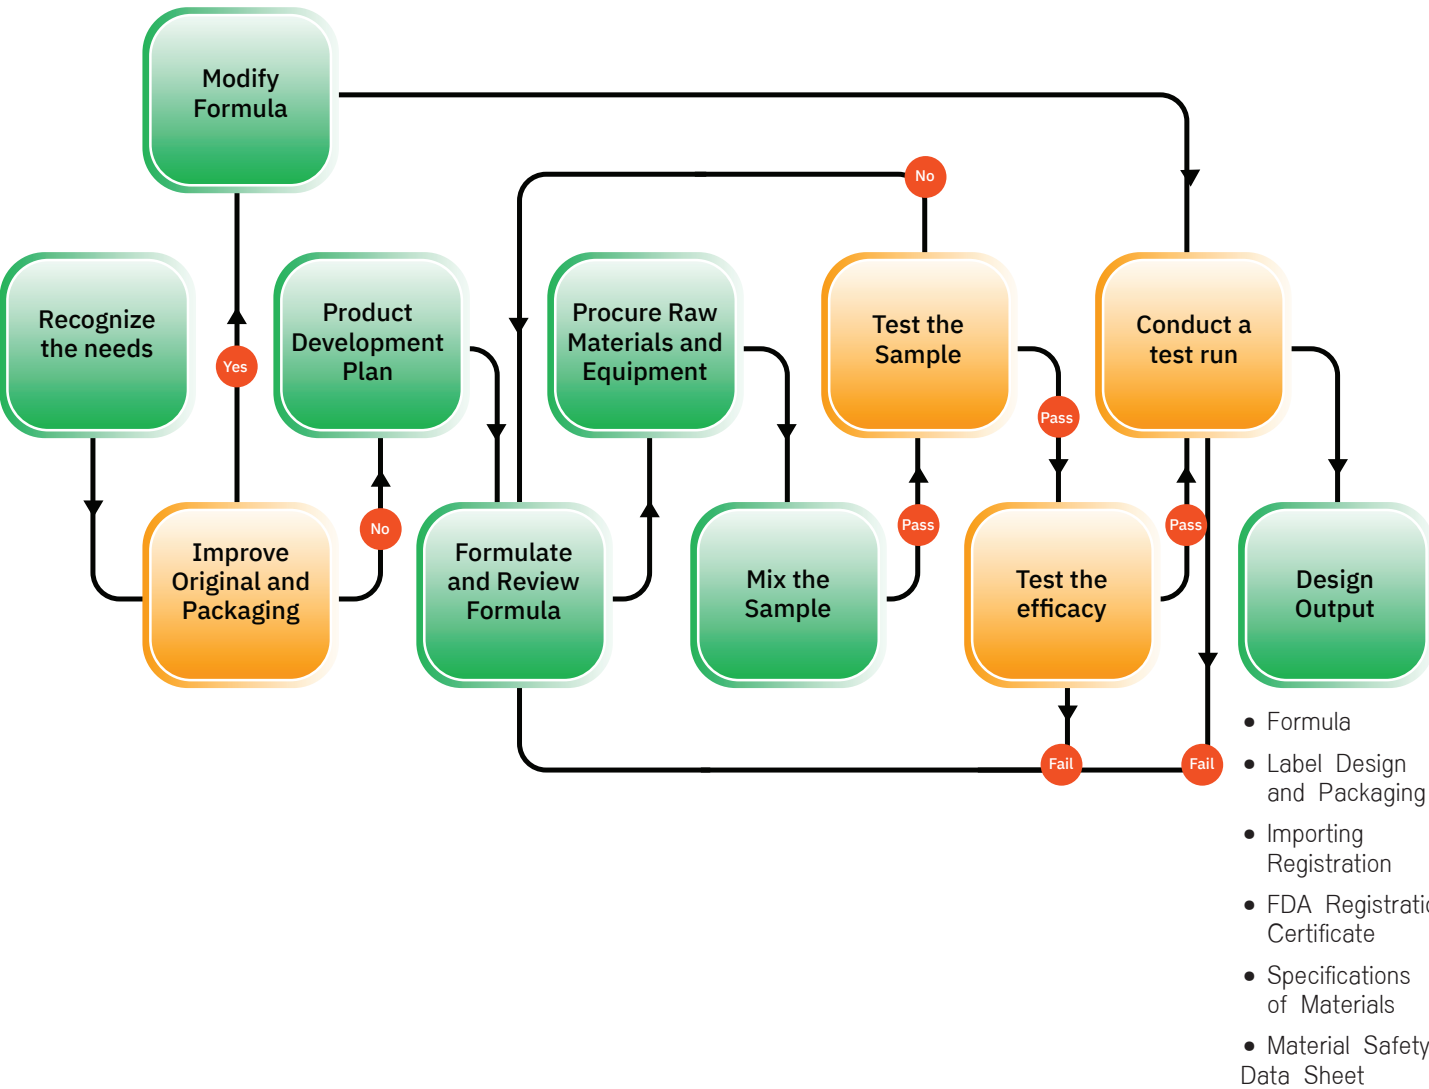 Modify
Formula
No
Recognize
the needs
Yes
Product
Development
Plan
Procure Raw
Materials and
Equipment
Test the
Sample
Conduct a
test run
Pass
No
Pass
Pass
Improve
Original and
Packaging
Formulate
and Review
Formula
Mix the
Sample
Test the
efficacy
Design
Output
Fail
Fail
• Formula
• Label Design
and Packaging
• Importing
Registration
• FDA
Certificate
• Specifications
of Materials
• Material Safety
Data Sheet